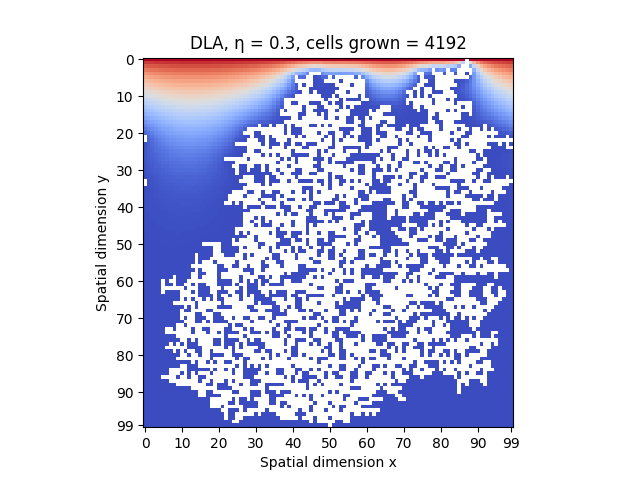 DLA, η = 0.3, cells grown = 4192
0
10
20
30
40
50
60
70
80
90
99
Spatial dimension y
0 10 20 30 40 50 60 70 80 90 99
Spatial dimension x